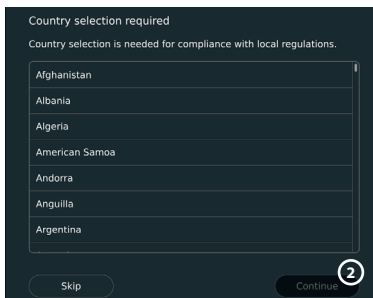 Country selection required
Country selection is needed for compliance with local regulations.
Afghanistan
Albania
Algeria
American Samoa
Andorra
Anguilla
Argentina
Skip
Continue
2